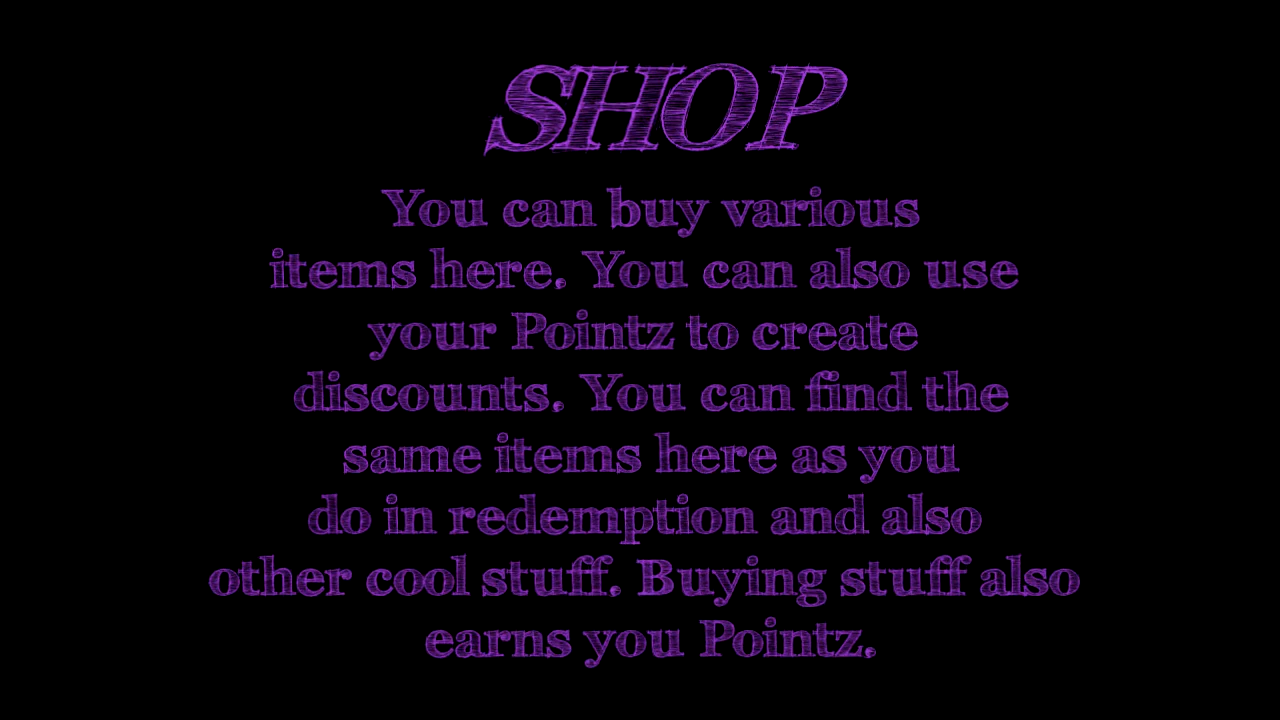 SHOP
You can buy various
items here. You can also use
your Pointz to create
discounts. You can find the
same items here as you
do in redemption and also
other cool stuff. Buying stuff also
earns you Pointz.